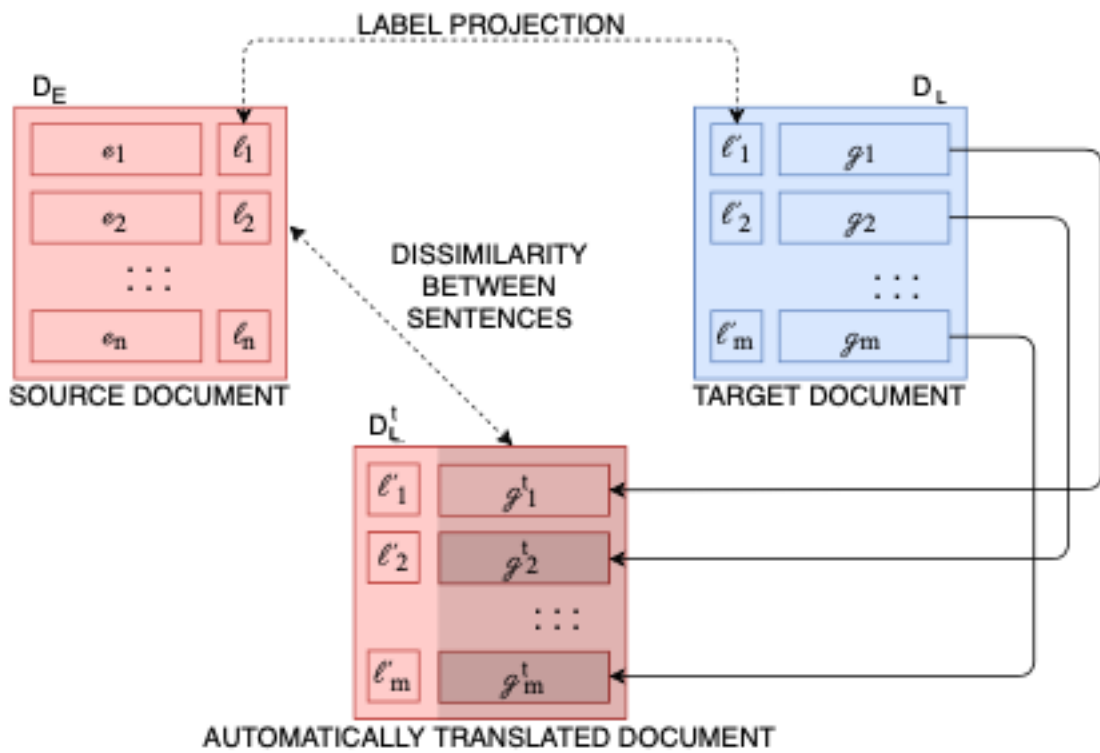 LABEL PROJECTION
D_E
D_L
e1 ℓ1
ℓ'1 g1
e2 ℓ2
ℓ'2 g2
DISSIMILARITY
BETWEEN
SENTENCES
en ℓn
ℓ'm gm
SOURCE DOCUMENT
TARGET DOCUMENT
D_L^t
ℓ'1 g^t1
ℓ'2 g^t2
ℓ'm g^tm
AUTOMATICALLY TRANSLATED DOCUMENT